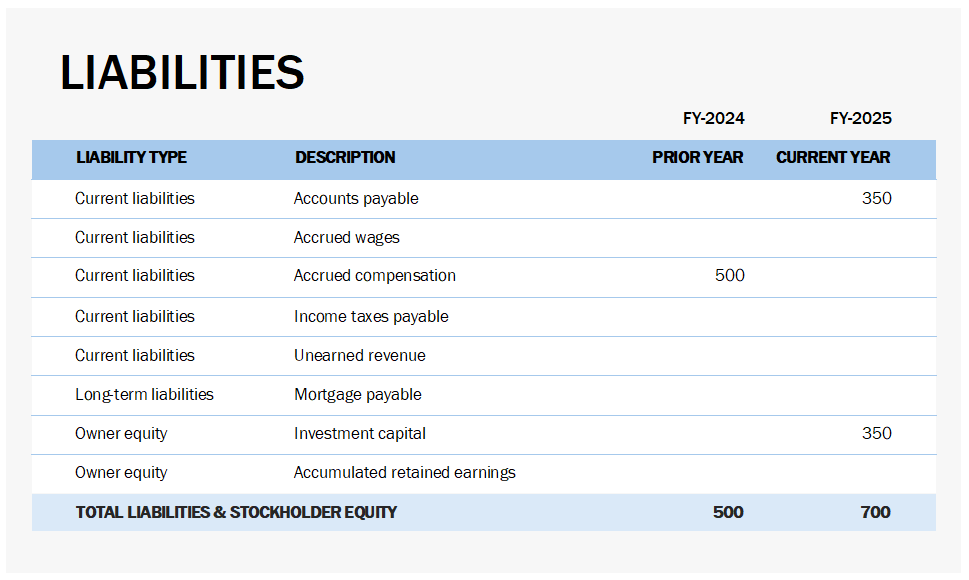 LIABILITIES
FY-2024 FY-2025
LIABILITY TYPE DESCRIPTION PRIOR YEAR CURRENT YEAR
Current liabilities Accounts payable 350
Current liabilities Accrued wages
Current liabilities Accrued compensation 500
Current liabilities Income taxes payable
Current liabilities Unearned revenue
Long-term liabilities Mortgage payable
Owner equity Investment capital 350
Owner equity Accumulated retained earnings
TOTAL LIABILITIES & STOCKHOLDER EQUITY 500 700